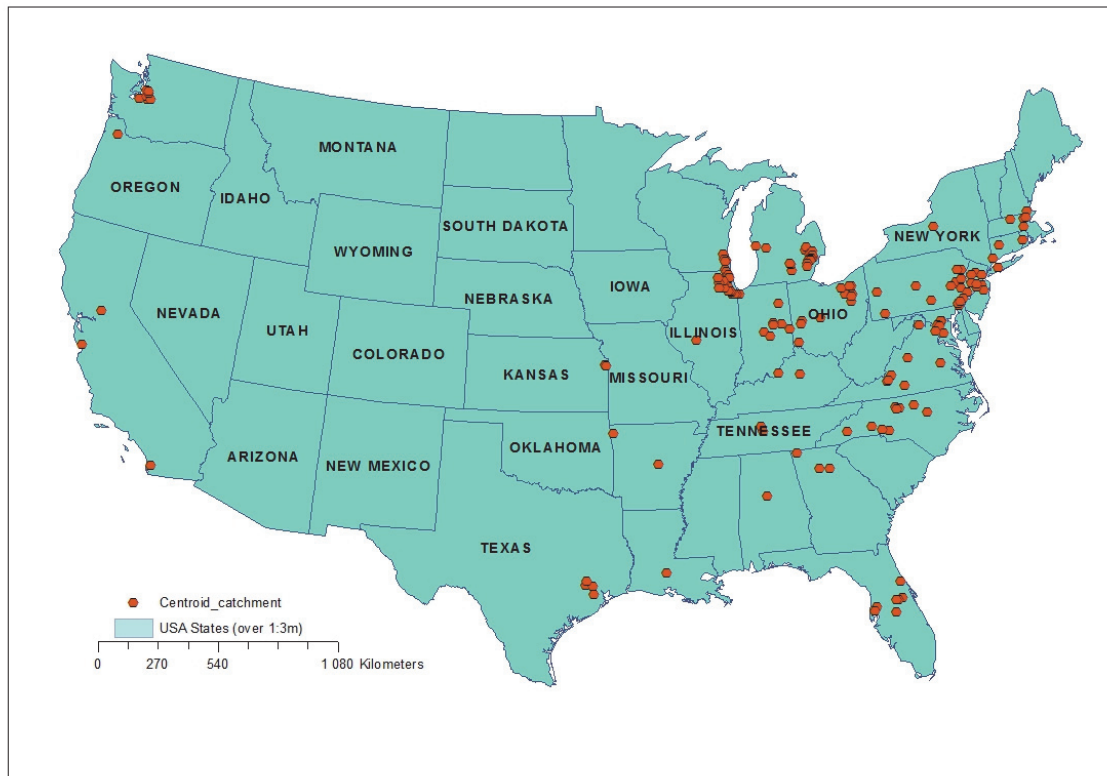 MONTANA
OREGON
IDAHO
SOUTH DAKOTA
NEW YORK
WYOMING
IOWA
NEBRASKA
NEVADA
OHIO
UTAH
ILLINOIS
COLORADO
KANSAS
MISSOURI
TENNESSEE
OKLAHOMA
ARIZONA
NEW MEXICO
TEXAS
Centroid_catchment
USA States (over 1:3m)
0 270 540 1 080 Kilometers